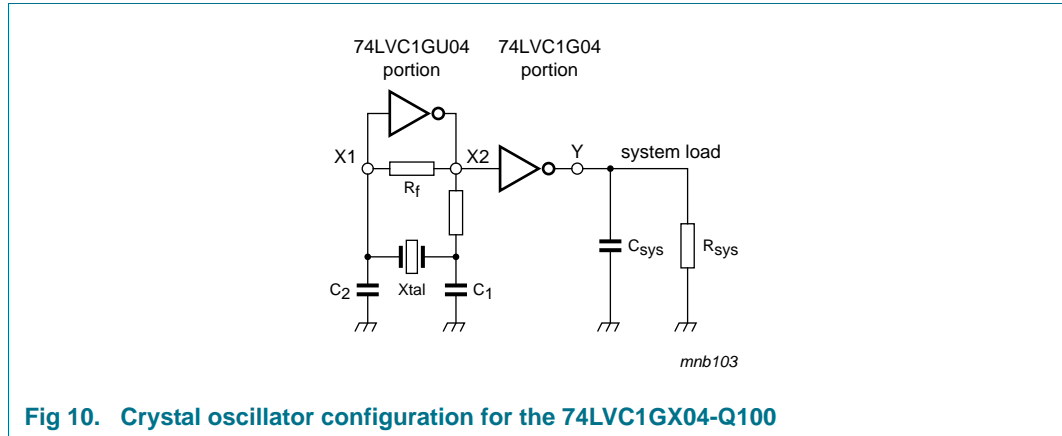 74LVC1GU04 portion
74LVC1G04 portion
X1
Rf
X2
Y
system load
Csys
Rsys
C2
Xtal
C1
mnb103
Fig 10. Crystal oscillator configuration for the 74LVC1GX04-Q100